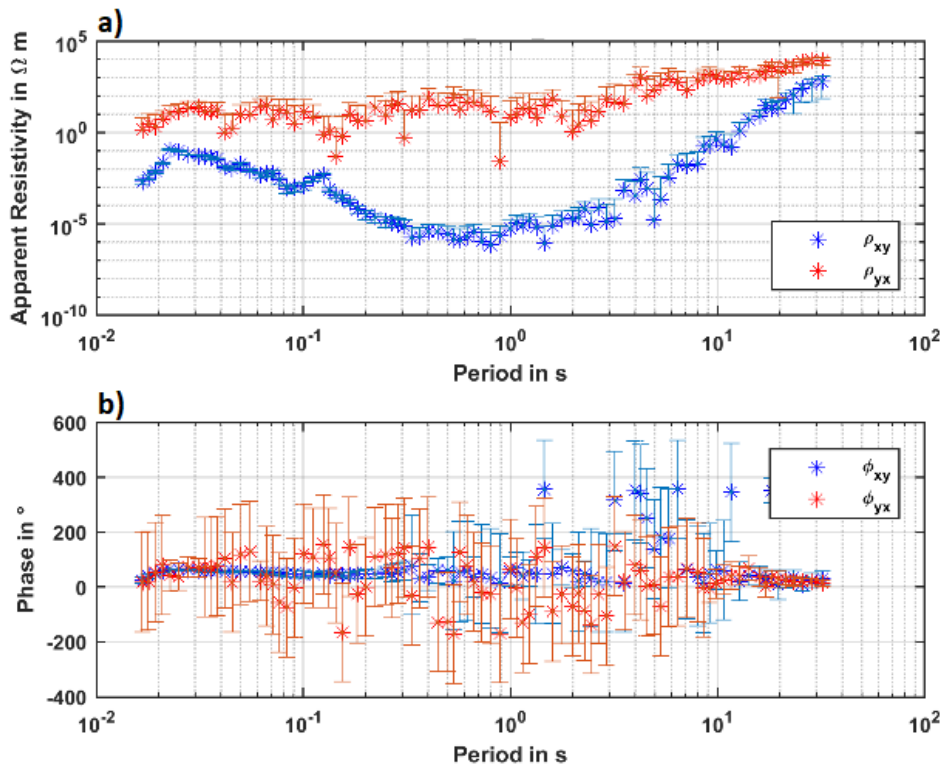 a)
Apparent Resistivity in Ω m
10^5
10^0
10^-5
10^-10
ρxy
ρyx
10^-2
10^-1
10^0
10^1
10^2
Period in s
b)
Phase in °
600
400
200
0
-200
-400
ϕxy
ϕyx
10^-2
10^-1
10^0
10^1
10^2
Period in s